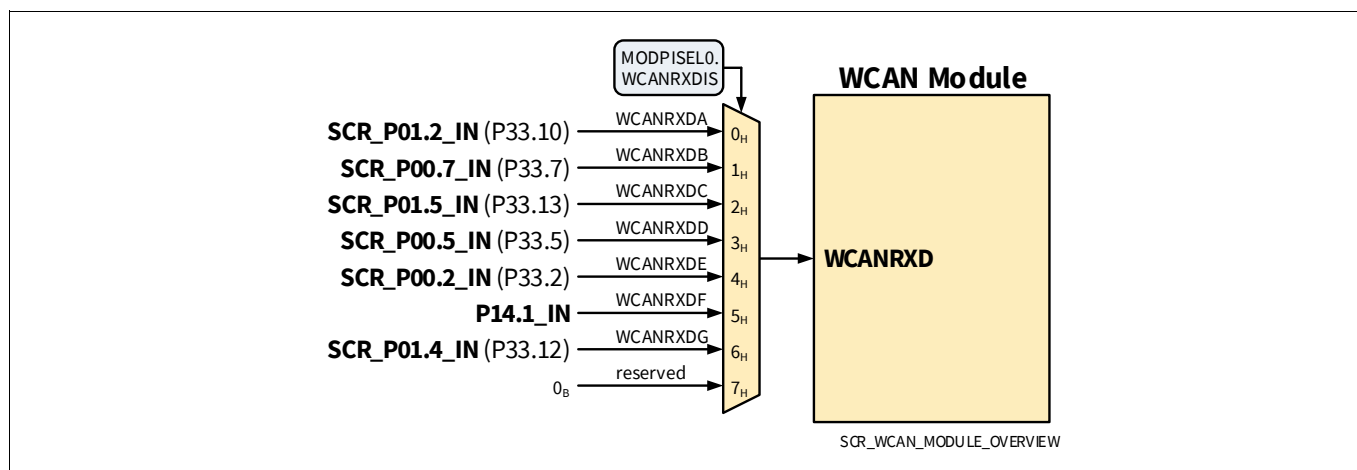 MODPISEL0.
WCANRXDIS
WCAN Module
SCR_P01.2_IN (P33.10) WCANRXDA 0H
SCR_P00.7_IN (P33.7) WCANRXDB 1H
SCR_P01.5_IN (P33.13) WCANRXDC 2H
SCR_P00.5_IN (P33.5) WCANRXDD 3H
WCANRXD
SCR_P00.2_IN (P33.2) WCANRXDE 4H
P14.1_IN WCANRXDF 5H
SCR_P01.4_IN (P33.12) WCANRXDG 6H
0B reserved 7H
SCR_WCAN_MODULE_OVERVIEW